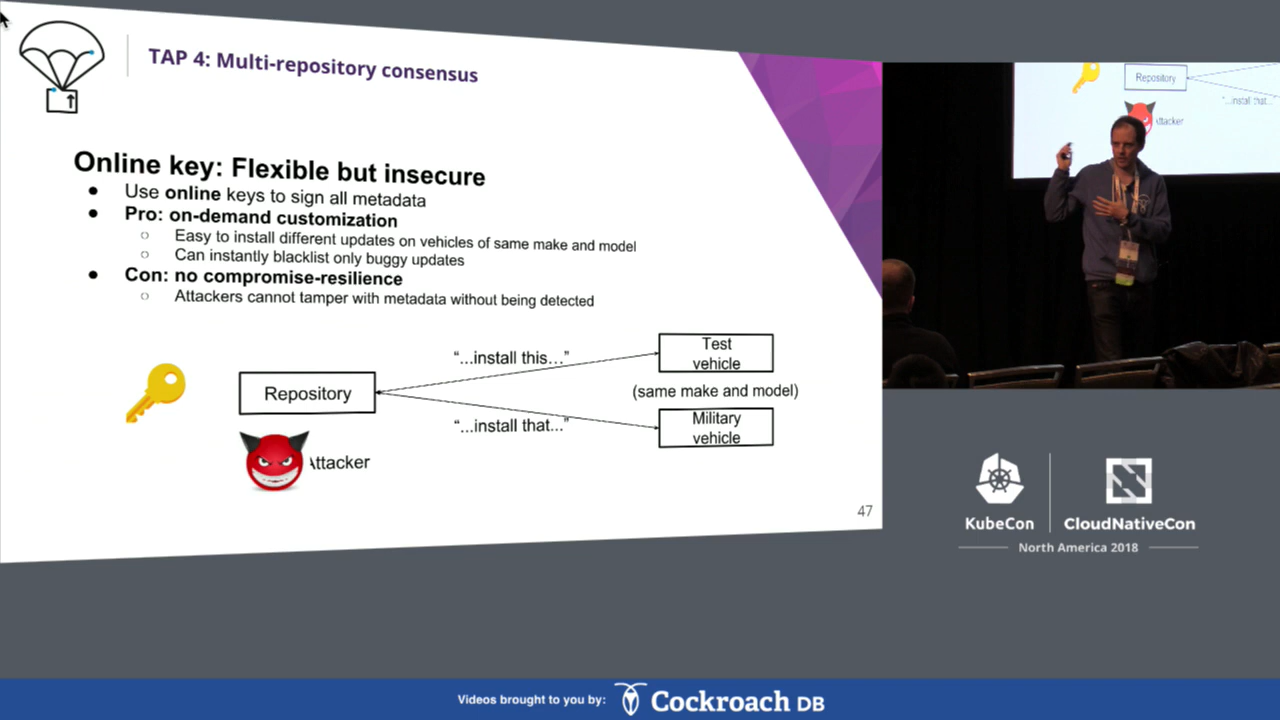 TAP 4: Multi-repository consensus
Online key: Flexible but insecure
● Use online keys to sign all metadata
● Pro: on-demand customization
○ Easy to install different updates on vehicles of same make and model
○ Can instantly blacklist only buggy updates
● Con: no compromise-resilience
○ Attackers cannot tamper with metadata without being detected
"...install this..."
Test
vehicle
Repository
(same make and model)
"...install that..."
Military
vehicle
ttacker
47
Repository
"...install that..."
ttacker
KubeCon
CloudNativeCon
North America 2018
Videos brought to you by:
Cockroach DB